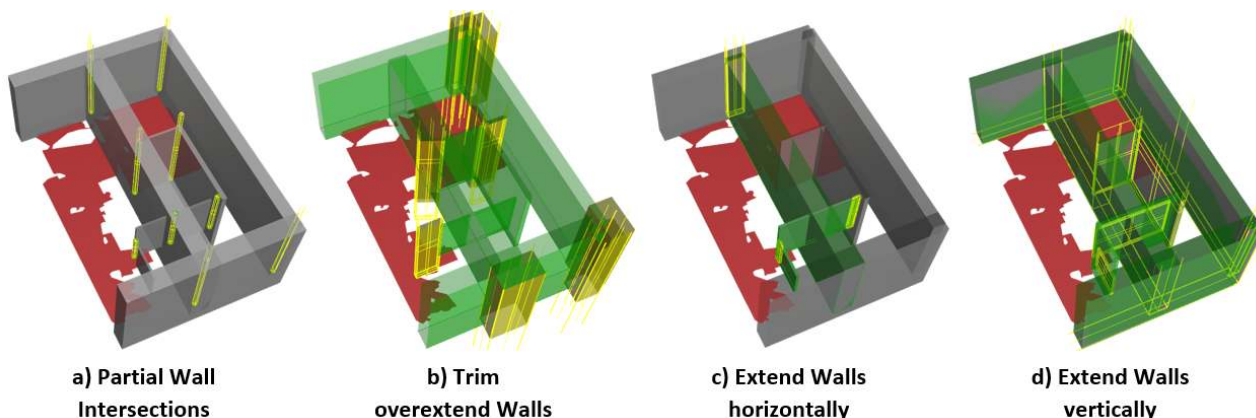 a) Partial Wall
Intersections
b) Trim
overextend Walls
c) Extend Walls
horizontally
d) Extend Walls
vertically